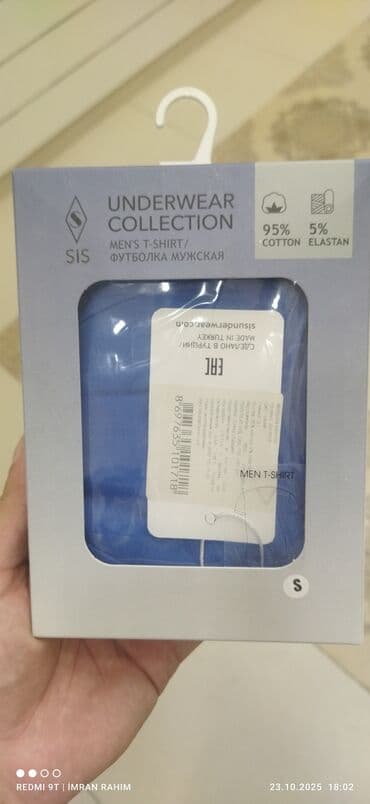 SIS
UNDERWEAR
COLLECTION
MEN'S T-SHIRT/
ФУТБОЛКА МУЖСКАЯ
95%
COTTON
5%
ELASTAN
sisunderwear.com
MADE IN TURKEY
СДЕЛАНО В ТУРЦИИ/
EAC
8697635101718
MEN T-SHIRT
S
REDMI 9T | İMRAN RAHIM
23.10.2025 18:02